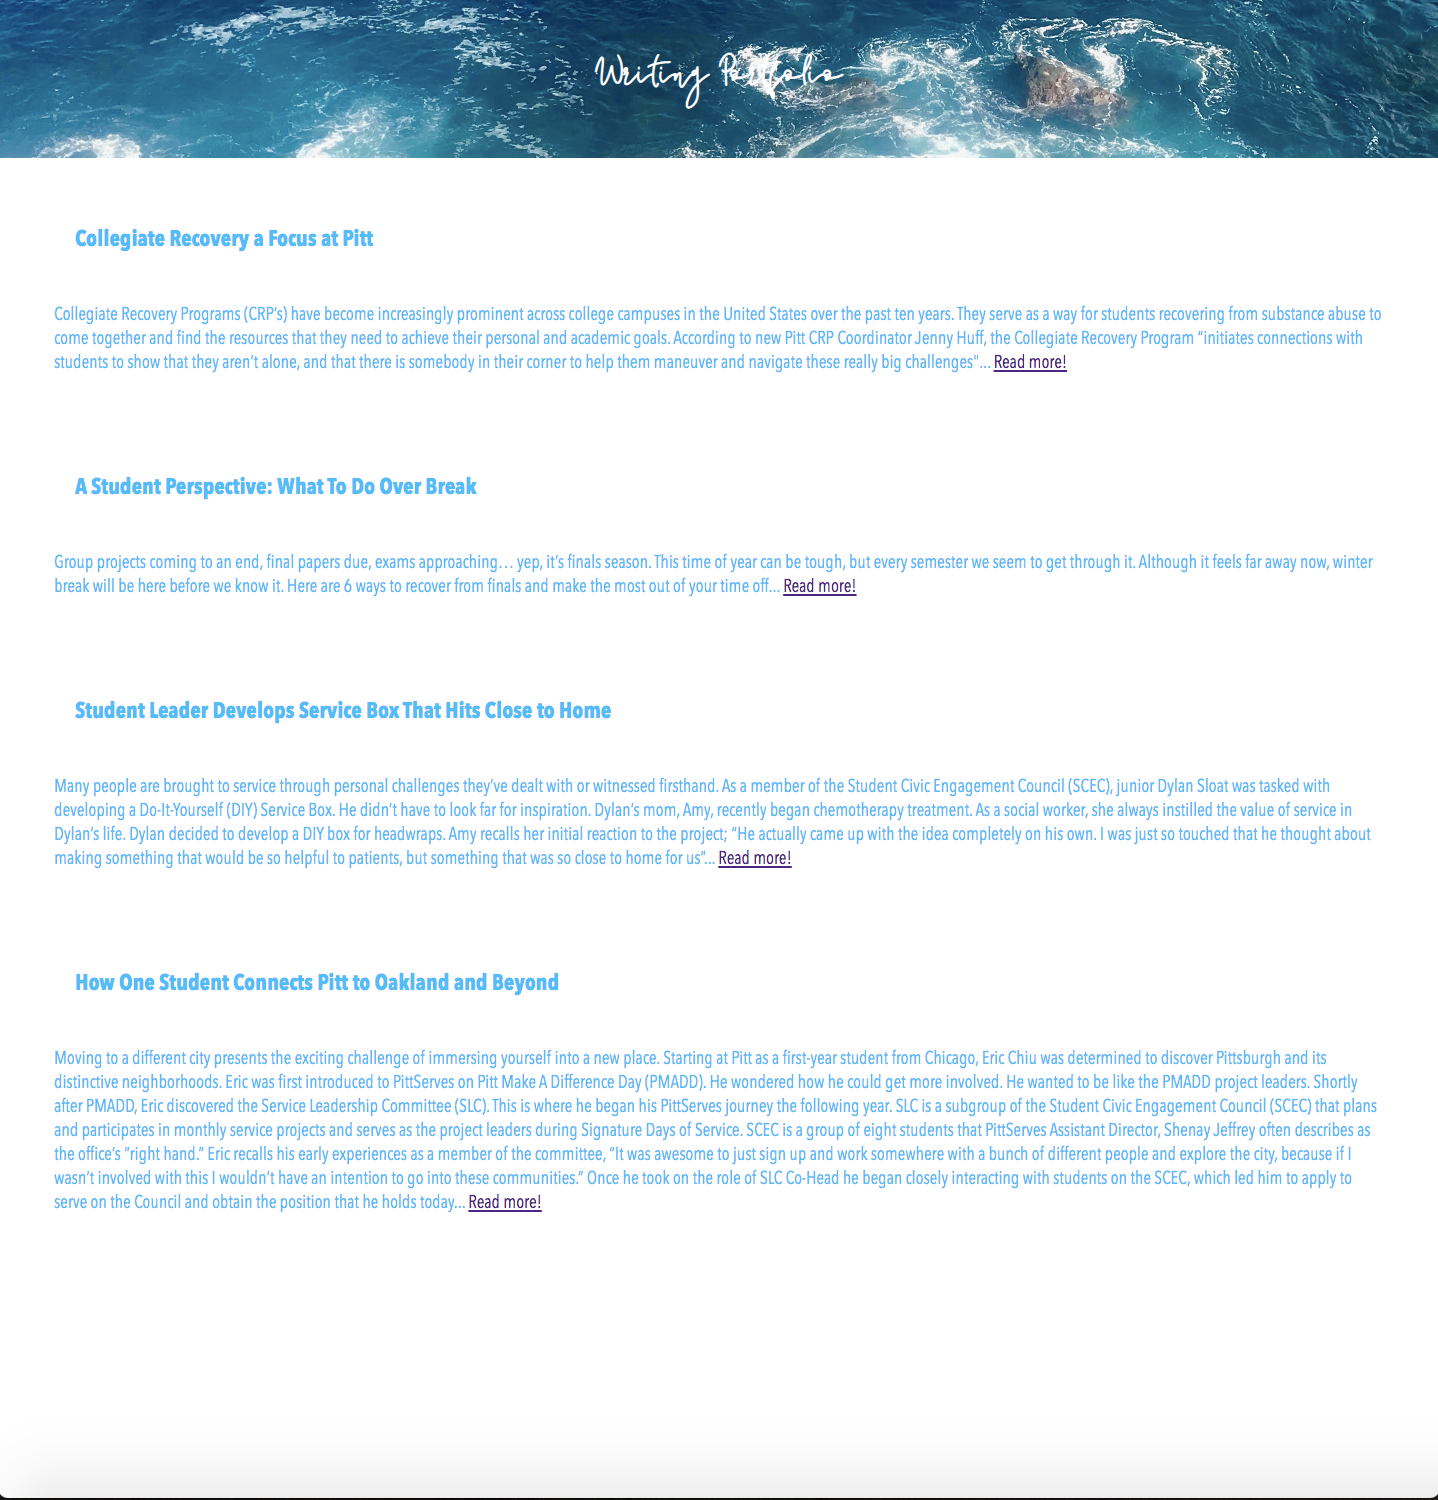 Writing Portfolio
Collegiate Recovery a Focus at Pitt
Collegiate Recovery Programs (CRP's) have become increasingly prominent across college campuses in the United States over the past ten years. They serve as a way for students recovering from substance abuse to
come together and find the resources that they need to achieve their personal and academic goals. According to new Pitt CRP Coordinator Jenny Huff, the Collegiate Recovery Program “initiates connections with
students to show that they aren't alone, and that there is somebody in their corner to help them maneuver and navigate these really big challenges"... Read more!
A Student Perspective: What To Do Over Break
Group projects coming to an end, final papers due, exams approaching… yep, it's finals season. This time of year can be tough, but every semester we seem to get through it. Although it feels far away now, winter
break will be here before we know it. Here are 6 ways to recover from finals and make the most out of your time off... Read more!
Student Leader Develops Service Box That Hits Close to Home
Many people are brought to service through personal challenges they've dealt with or witnessed firsthand. As a member of the Student Civic Engagement Council (SCEC), junior Dylan Sloat was tasked with
developing a Do-It-Yourself (DIY) Service Box. He didn't have to look far for inspiration. Dylan's mom, Amy, recently began chemotherapy treatment. As a social worker, she always instilled the value of service in
Dylan's life. Dylan decided to develop a DIY box for headwraps. Amy recalls her initial reaction to the project; “He actually came up with the idea completely on his own. I was just so touched that he thought about
making something that would be so helpful to patients, but something that was so close to home for us”... Read more!
How One Student Connects Pitt to Oakland and Beyond
Moving to a different city presents the exciting challenge of immersing yourself into a new place. Starting at Pitt as a first-year student from Chicago, Eric Chiu was determined to discover Pittsburgh and its
distinctive neighborhoods. Eric was first introduced to PittServes on Pitt Make A Difference Day (PMADD). He wondered how he could get more involved. He wanted to be like the PMADD project leaders. Shortly
after PMADD, Eric discovered the Service Leadership Committee (SLC). This is where he began his PittServes journey the following year. SLC is a subgroup of the Student Civic Engagement Council (SCEC) that plans
and participates in monthly service projects and serves as the project leaders during Signature Days of Service. SCEC is a group of eight students that PittServes Assistant Director, Shenay Jeffrey often describes as
the office's “right hand.” Eric recalls his early experiences as a member of the committee, “It was awesome to just sign up and work somewhere with a bunch of different people and explore the city, because if I
wasn't involved with this I wouldn't have an intention to go into these communities.” Once he took on the role of SLC Co-Head he began closely interacting with students on the SCEC, which led him to apply to
serve on the Council and obtain the position that he holds today... Read more!